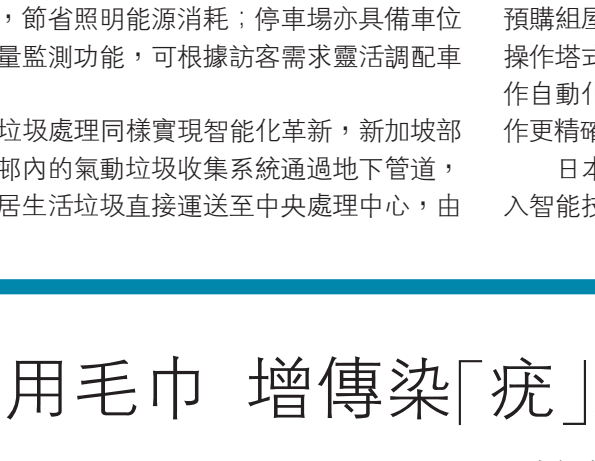 ，節省照明能源消耗；停車場亦具備車位
量監測功能，可根據訪客需求靈活調配車
垃圾處理同樣實現智能化革新，新加坡部
邨內的氣動垃圾收集系統通過地下管道，
居生活垃圾直接運送至中央處理中心，由
預購組屋
操作塔式
作自動化
作更精確
日本
入智能技
用毛巾 增傳染「疣」